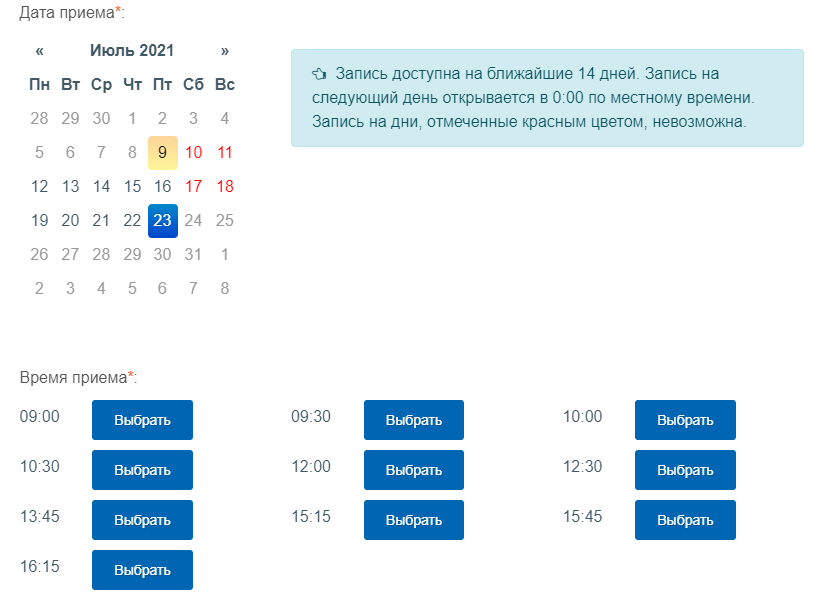 Дата приема*:
« Июль 2021 »
Пн Вт Ср Чт Пт Сб Вс
28 29 30 1 2 3 4
5 6 7 8 9 10 11
12 13 14 15 16 17 18
19 20 21 22 23 24 25
26 27 28 29 30 31 1
2 3 4 5 6 7 8
Запись доступна на ближайшие 14 дней. Запись на
следующий день открывается в 0:00 по местному времени.
Запись на дни, отмеченные красным цветом, невозможна.
Время приема*:
09:00 Выбрать 09:30 Выбрать 10:00 Выбрать
10:30 Выбрать 12:00 Выбрать 12:30 Выбрать
13:45 Выбрать 15:15 Выбрать 15:45 Выбрать
16:15 Выбрать